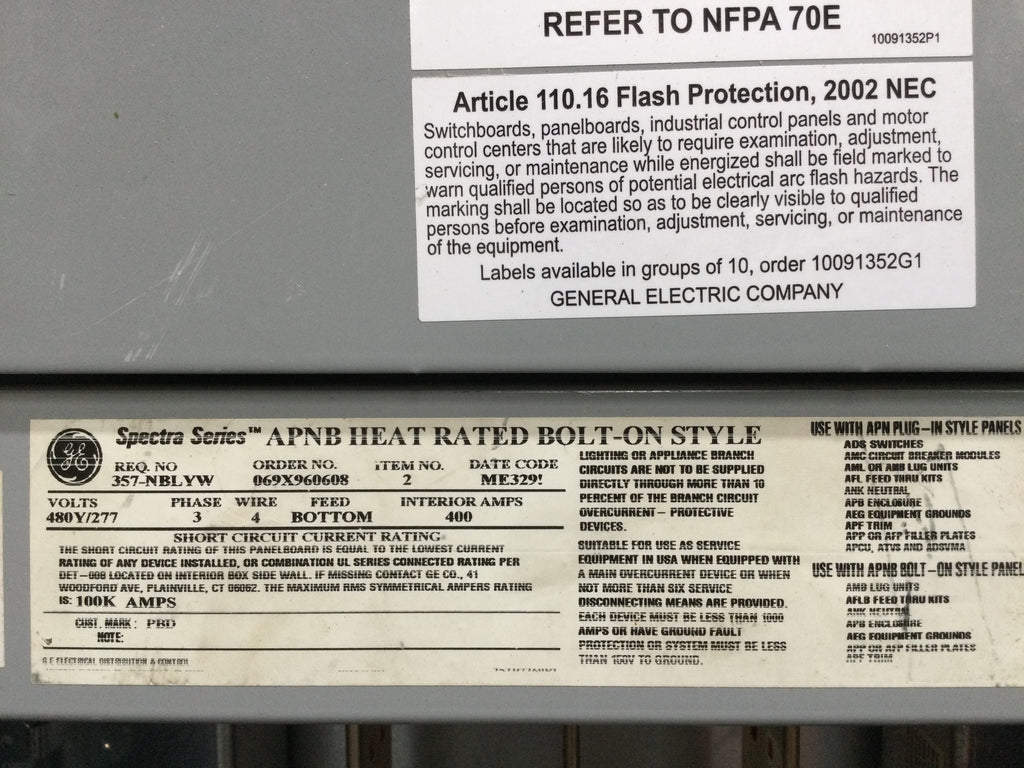 REFER TO NFPA 70E
10091352P1
Article 110.16 Flash Protection, 2002 NEC
Switchboards, panelboards, industrial control panels and motor
control centers that are likely to require examination, adjustment,
servicing, or maintenance while energized shall be field marked to
warn qualified persons of potential electrical arc flash hazards. The
marking shall be located so as to be clearly visible to qualified
persons before examination, adjustment, servicing, or maintenance
of the equipment.
Labels available in groups of 10, order 10091352G1
GENERAL ELECTRIC COMPANY
GE Spectra Series™ APNB HEAT RATED BOLT-ON STYLE
REQ. NO ORDER NO. ITEM NO. DATE CODE
357-NBLYW 069X960608 2 ME329!
VOLTS PHASE WIRE FEED INTERIOR AMPS
480Y/277 3 4 BOTTOM 400
SHORT CIRCUIT CURRENT RATING
THE SHORT CIRCUIT RATING OF THIS PANELBOARD IS EQUAL TO THE LOWEST CURRENT
RATING OF ANY DEVICE INSTALLED, OR COMBINATION UL SERIES CONNECTED RATING PER
DET-008 LOCATED ON INTERIOR BOX SIDE WALL. IF MISSING CONTACT GE CO., 41
WOODFORD AVE, PLAINVILLE, CT 06062. THE MAXIMUM RMS SYMMETRICAL AMPERS RATING
IS: 100K AMPS
CUST. MARK: PBD
NOTE:
G E ELECTRICAL DISTRIBUTION & CONTROL
LIGHTING OR APPLIANCE BRANCH
CIRCUITS ARE NOT TO BE SUPPLIED
DIRECTLY THROUGH MORE THAN 10
PERCENT OF THE BRANCH CIRCUIT
OVERCURRENT- PROTECTIVE
DEVICES.
SUITABLE FOR USE AS SERVICE
EQUIPMENT IN USA WHEN EQUIPPED WITH
A MAIN OVERCURRENT DEVICE OR WHEN
NOT MORE THAN SIX SERVICE
DISCONNECTING MEANS ARE PROVIDED.
EACH DEVICE MUST BE LESS THAN 1000
AMPS OR HAVE GROUND FAULT
PROTECTION OR SYSTEM MUST BE LESS
THAN 150V TO GROUND.
USE WITH APN PLUG-IN STYLE PANELS
ADS SWITCHES
AMC CIRCUIT BREAKER MODULES
AML OR AMB LUG UNITS
AFL FEED THRU KITS
ANK NEUTRAL
APB ENCLOSURE
AEG EQUIPMENT GROUNDS
APF TRIM
APP OR AFP FILLER PLATES
APCU, ATVS AND ADSVMA
USE WITH APNB BOLT-ON STYLE PANEL
AMB LUG UNITS
AFLB FEED THRU KITS
ANK NEUTRAL
APB ENCLOSURE
AEG EQUIPMENT GROUNDS
APP OR AFP FILLER PLATES
APF TRIM